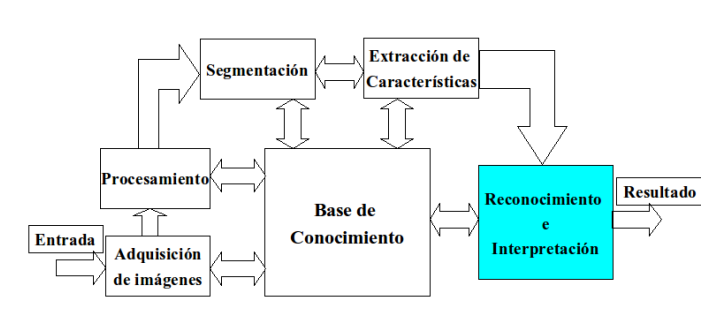 Segmentación
Extracción de
Características
Procesamiento
Base de
Conocimiento
Reconocimiento
e
Interpretación
Resultado
Entrada
Adquisición
de imágenes